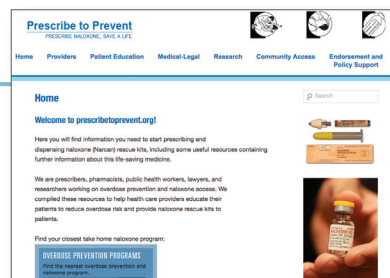 Prescribe to Prevent
PRESCRIBE NALOXONE, SAVE A LIFE
Home Providers Patient Education Medical-Legal Research Community Access Endorsement and
Policy Support
Home
Search
Welcome to prescribetoprevent.org!
Here you will find information you need to start prescribing and
dispensing naloxone (Narcan) rescue kits, including some useful resources containing
further information about this life-saving medicine.
We are prescribers, pharmacists, public health workers, lawyers, and
researchers working on overdose prevention and naloxone access. We
compiled these resources to help health care providers educate their
patients to reduce overdose risk and provide naloxone rescue kits to
patients.
Find your closest take home naloxone program:
OVERDOSE PREVENTION PROGRAMS
Find the nearest overdose prevention and
naloxone program.